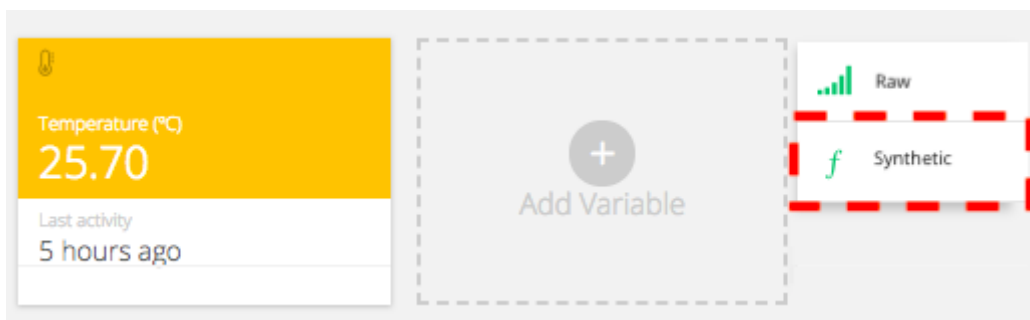 Temperature (ºC)
25.70
Last activity
5 hours ago
Add Variable
Raw
f Synthetic